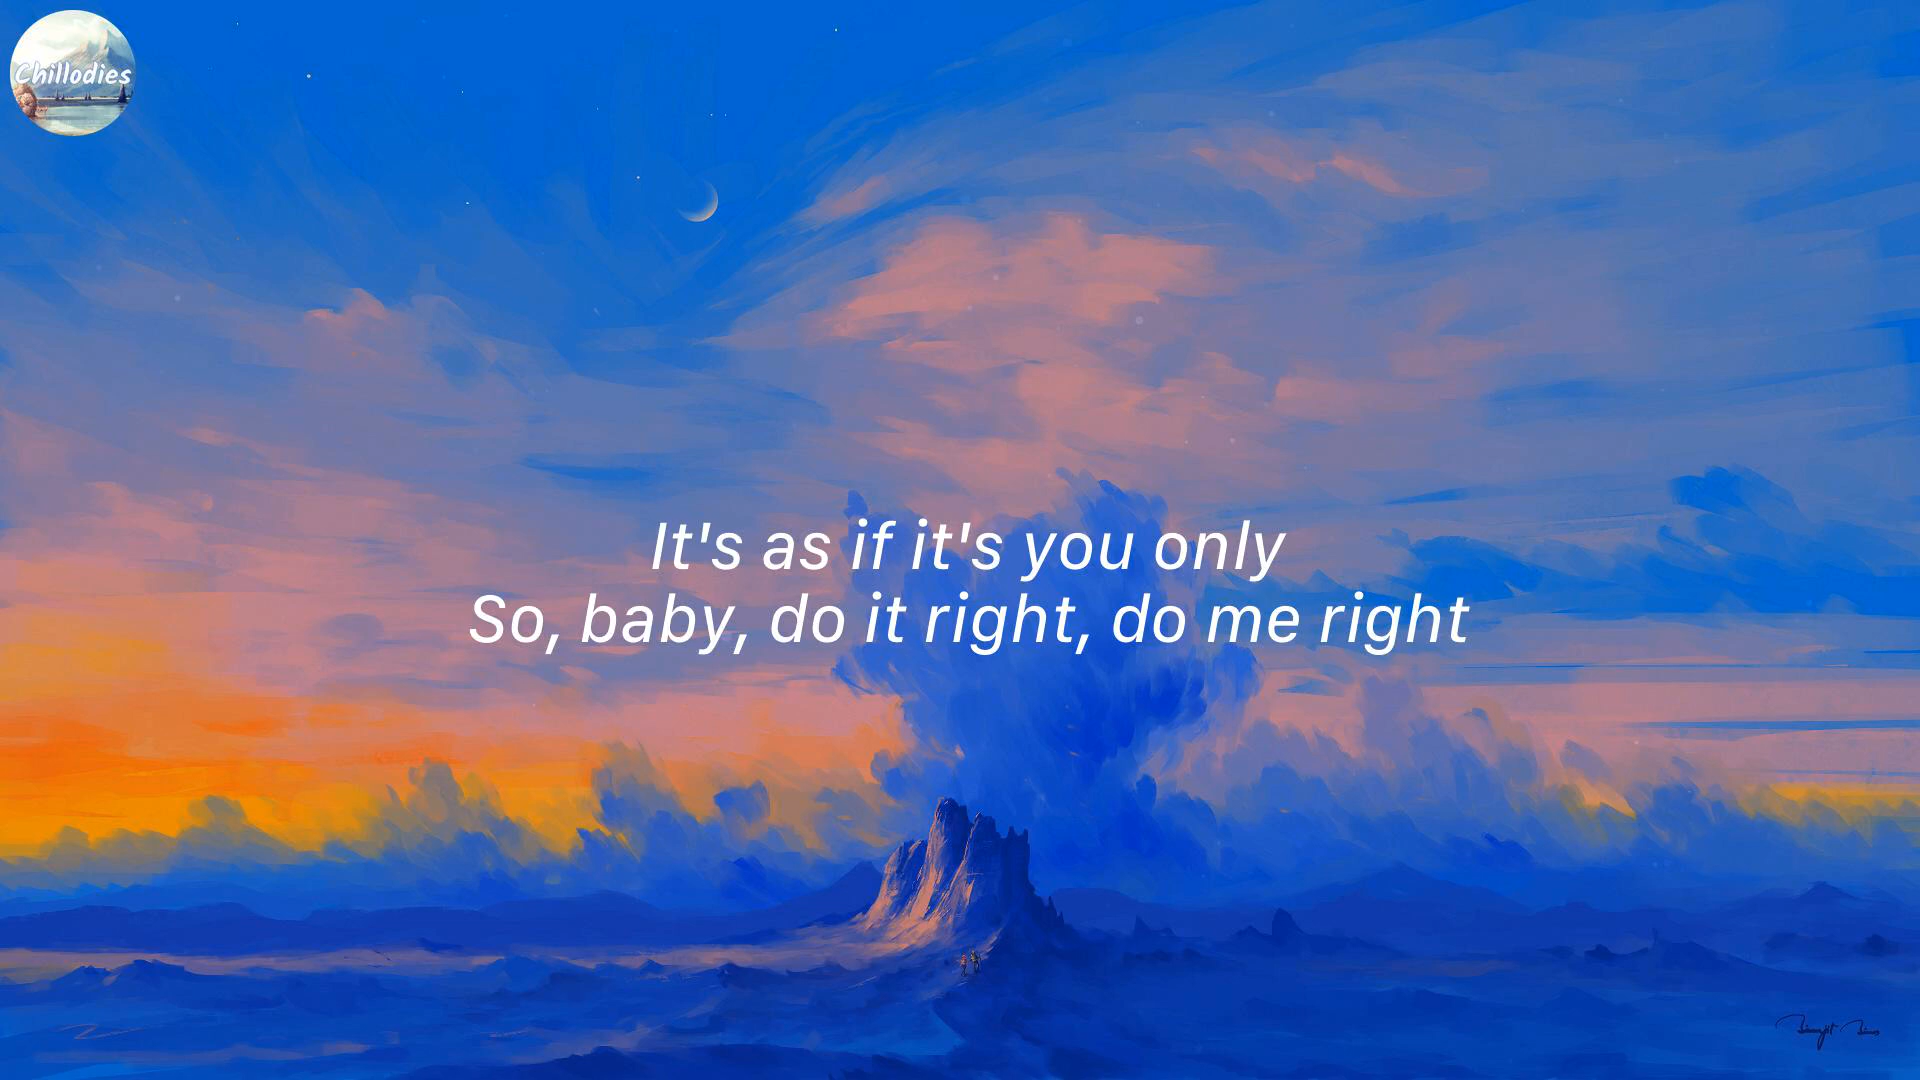 Chillodies
It's as if it's you only
So, baby, do it right, do me right